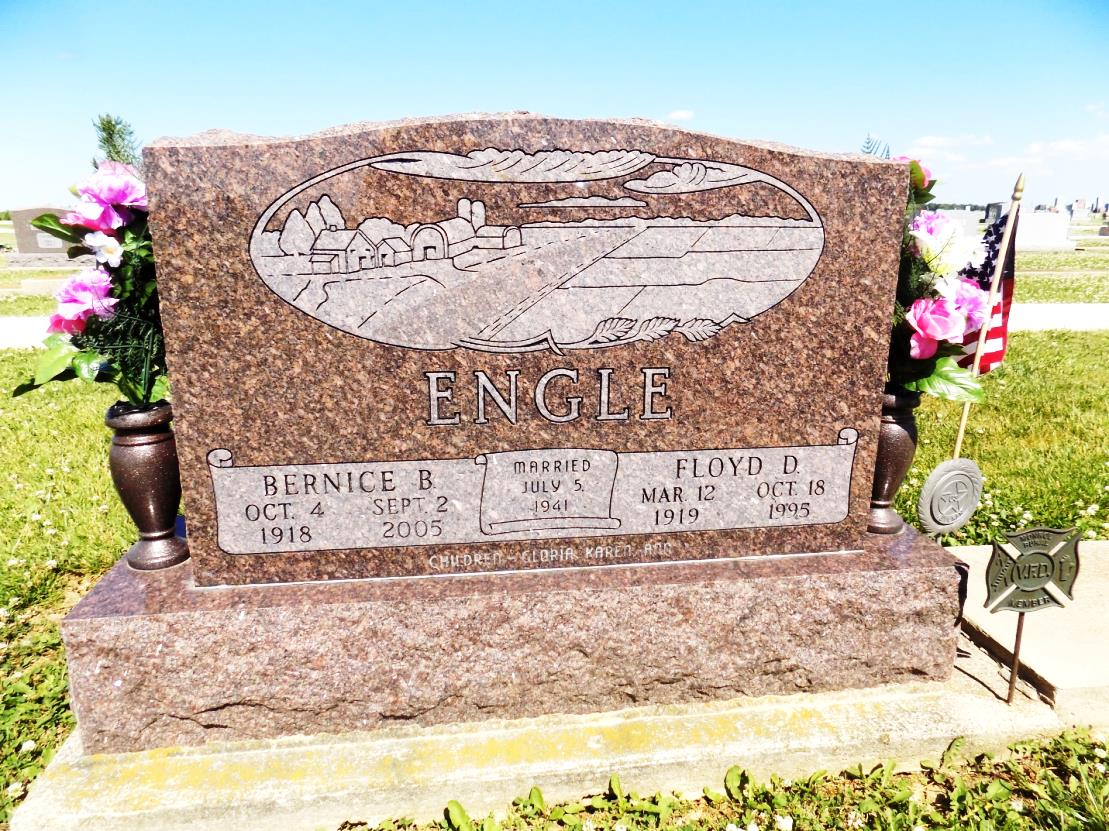 ENGLE
BERNICE B.
OCT. 4 SEPT. 2
1918 2005
MARRIED
JULY 5,
1941
FLOYD D.
MAR. 12 OCT. 18
1919 1995
CHILDREN - GLORIA, KAREN, ANN
V.F.D.
MEMBER